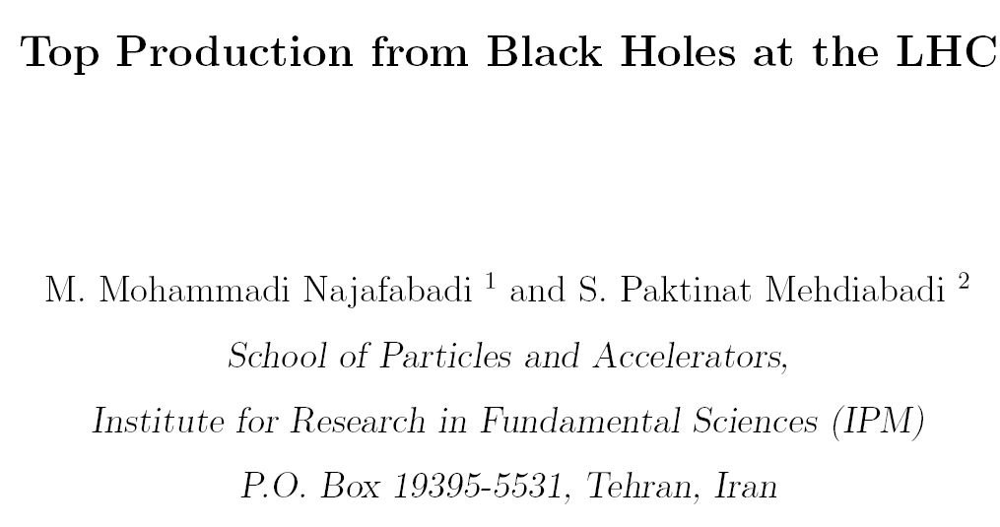 Top Production from Black Holes at the LHC
M. Mohammadi Najafabadi 1 and S. Paktinat Mehdiabadi 2
School of Particles and Accelerators,
Institute for Research in Fundamental Sciences (IPM)
P.O. Box 19395-5531, Tehran, Iran